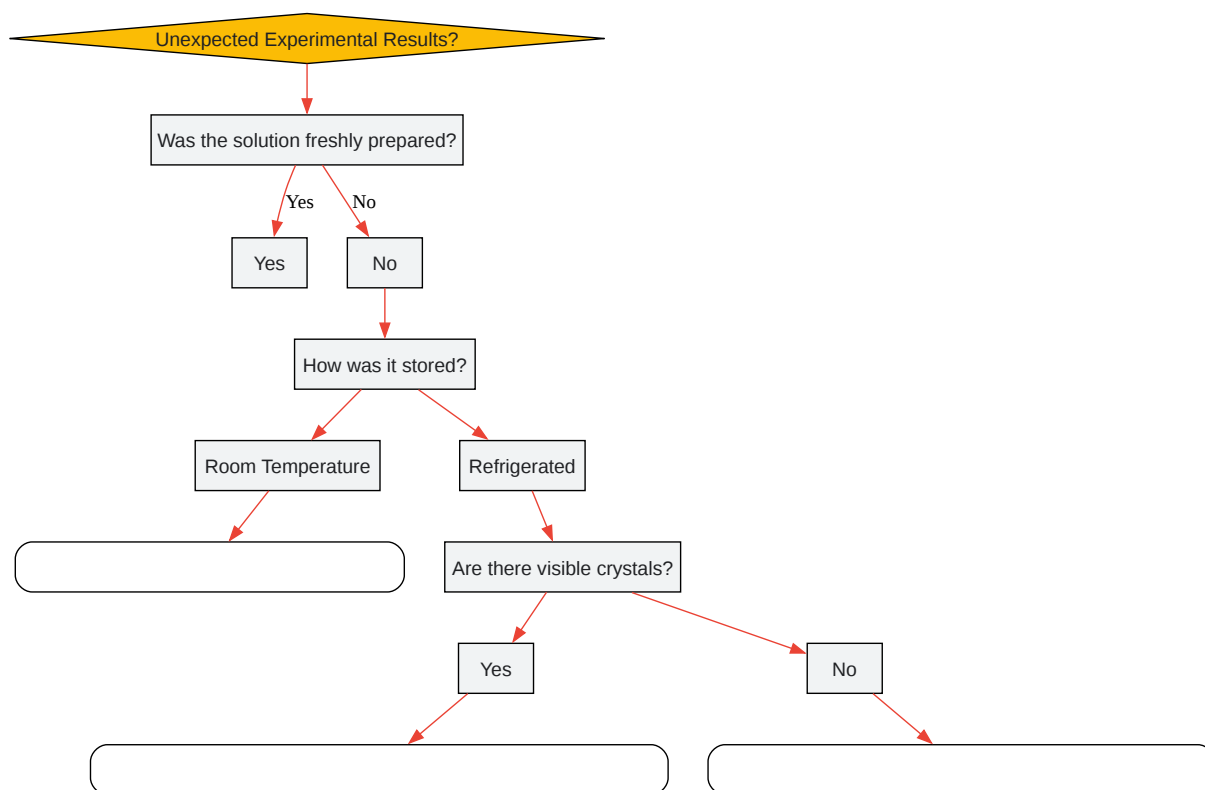 Unexpected Experimental Results?
Was the solution freshly prepared?
Yes
No
Yes
No
How was it stored?
Room Temperature
Refrigerated
Are there visible crystals?
Yes
No